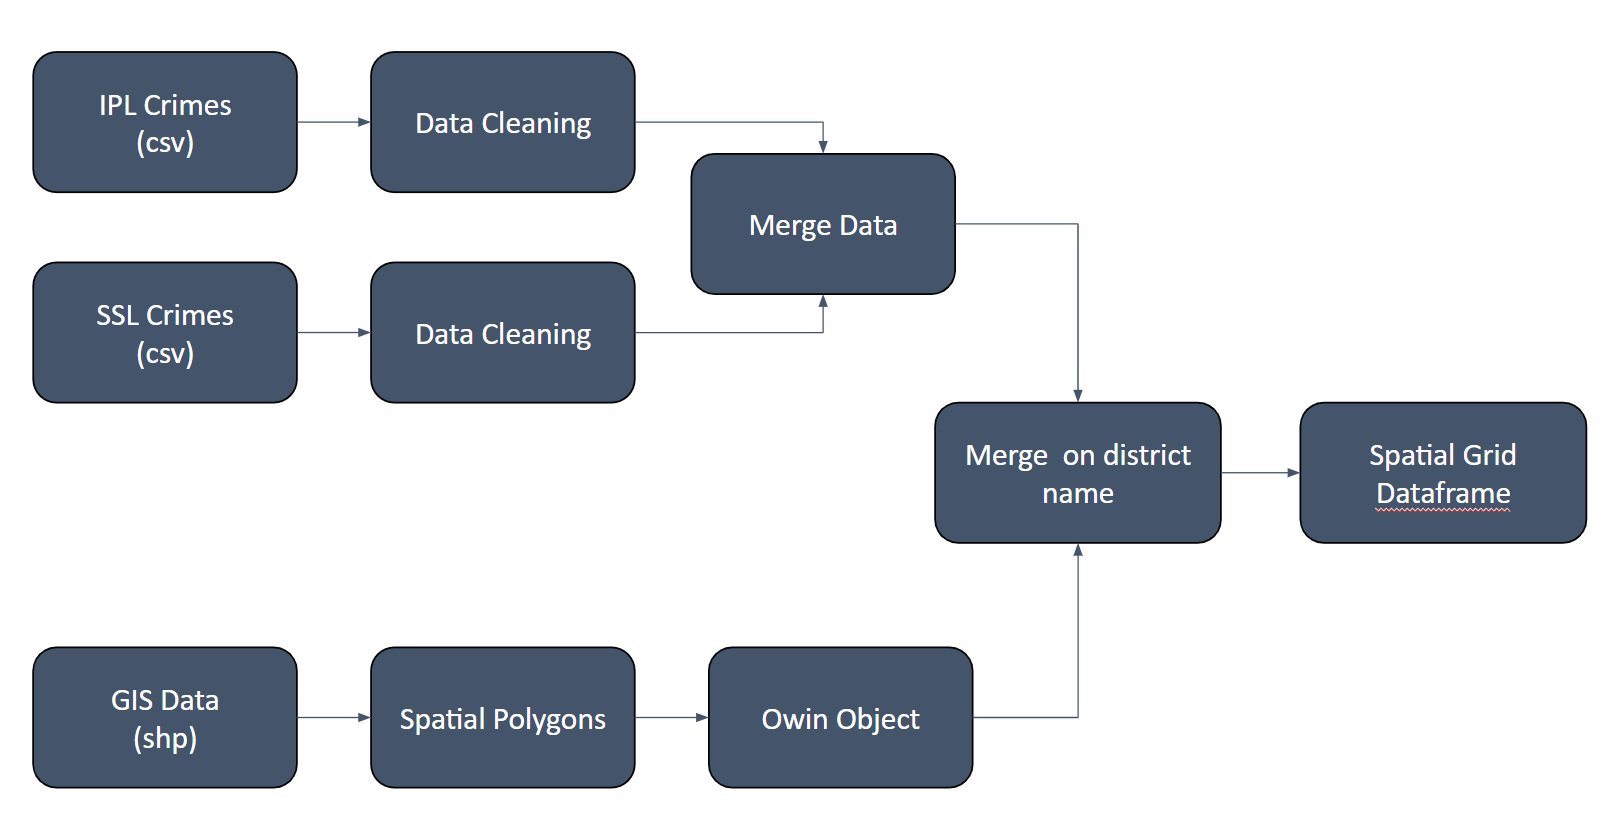 IPL Crimes
(csv)
Data Cleaning
Merge Data
SSL Crimes
(csv)
Data Cleaning
Merge  on district
name
Spatial Grid
Dataframe
GIS Data
(shp)
Spatial Polygons
Owin Object